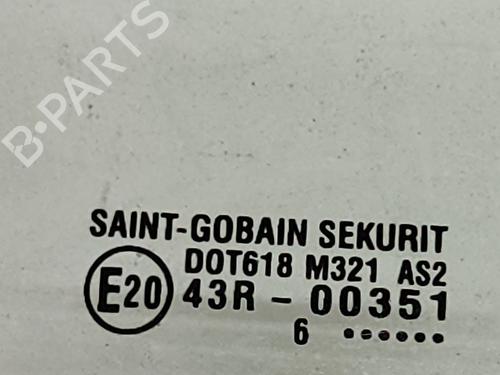 B-PARTS
SAINT-GOBAIN SEKURIT
DOT618 M321 AS2
E20 43R - 00351
6 ••••••